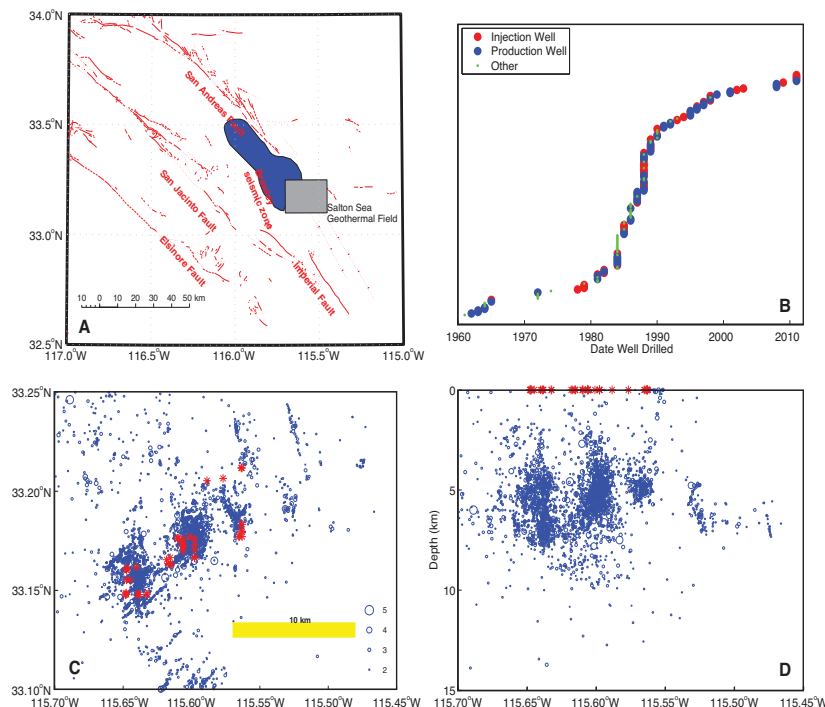 34.0°N
33.5°N
33.0°N
32.5°N
117.0°W
116.5°W
116.0°W
115.5°W
115.0°W
San Andreas Fault
San Jacinto Fault
Elsinore Fault
Imperial Fault
seismic zone
Salton Sea
Geothermal Field
10 0 10 20 30 40 50 km
A
Injection Well
Production Well
Other
B
1960
1970
1980
1990
2000
2010
Date Well Drilled
33.25°N
33.20°N
33.15°N
33.10°N
115.70°W
115.65°W
115.60°W
115.55°W
115.50°W
115.45°W
10 km
5
4
3
2
C
0
5
10
15
Depth (km)
D
115.70°W
115.65°W
115.60°W
115.55°W
115.50°W
115.45°W